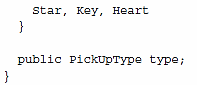 Star, Key, Heart
}
public PickUpType type;
}